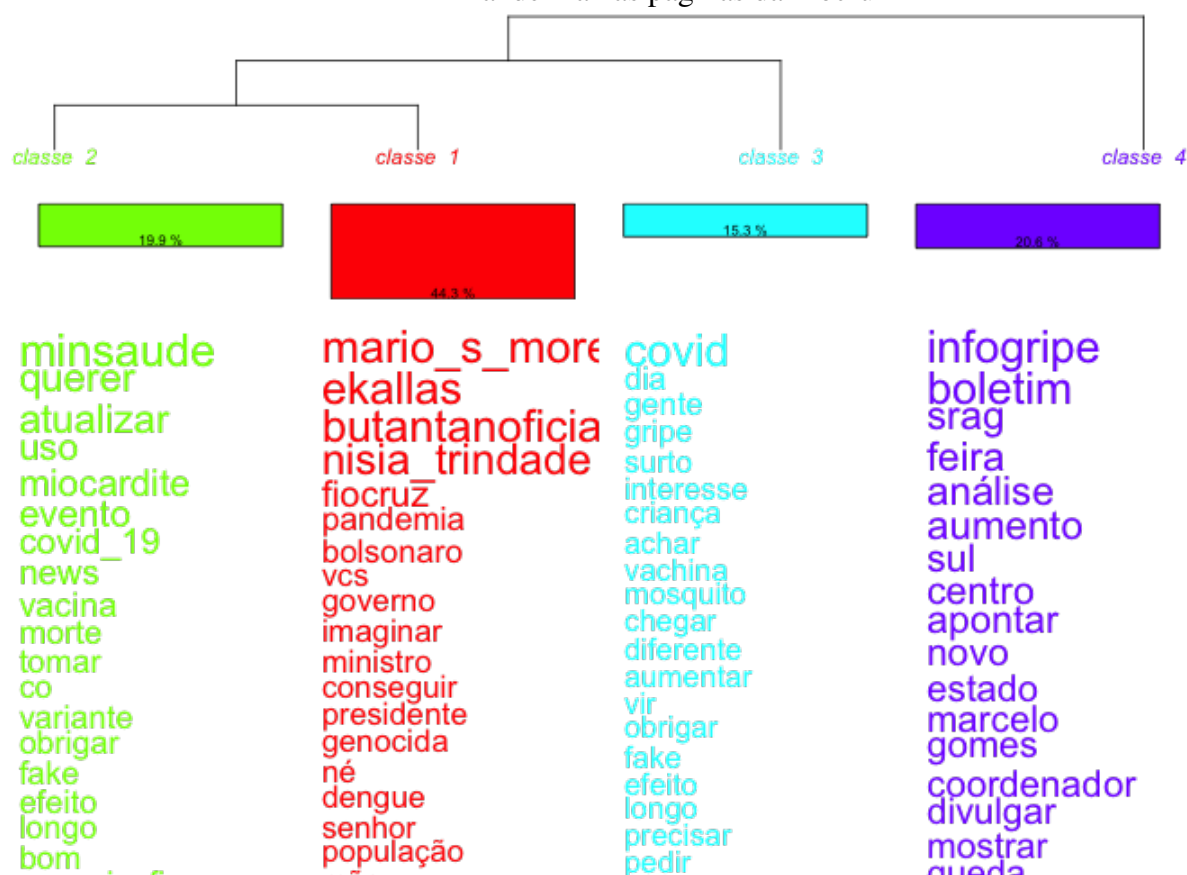 classe 2
classe 1
classe 3
classe 4
19.9 %
44.3 %
15.3 %
20.6 %
minsaude
querer
atualizar
uso
miocardite
evento
covid_19
news
vacina
morte
tomar
co
variante
obrigar
fake
efeito
longo
bom
mario_s_more
ekallas
butantanoficia
nisia_trindade
fiocruz
pandemia
bolsonaro
vcs
governo
imaginar
ministro
conseguir
presidente
genocida
né
dengue
senhor
população
covid
dia
gente
gripe
surto
interesse
criança
achar
vachina
mosquito
chegar
diferente
aumentar
vir
obrigar
fake
efeito
longo
precisar
pedir
infogripe
boletim
srag
feira
análise
aumento
sul
centro
apontar
novo
estado
marcelo
gomes
coordenador
divulgar
mostrar
queda